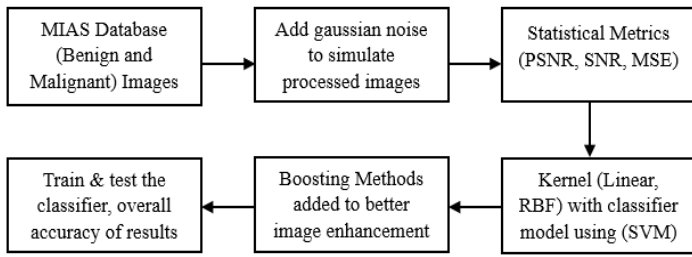 MIAS Database
(Benign and
Malignant) Images
Add gaussian noise
to simulate
processed images
Statistical Metrics
(PSNR, SNR, MSE)
Kernel (Linear,
RBF) with classifier
model using (SVM)
Boosting Methods
added to better
image enhancement
Train & test the
classifier, overall
accuracy of results